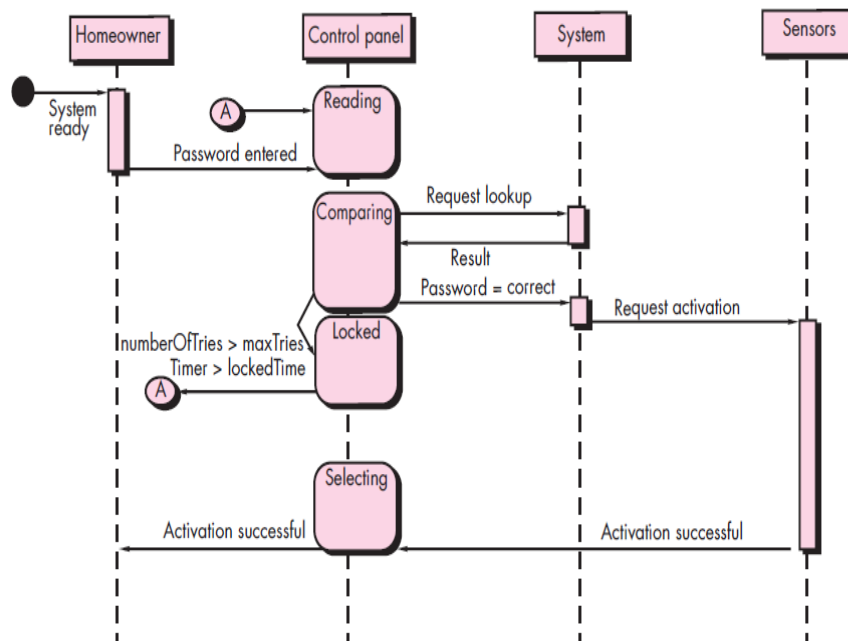 Homeowner
Control panel
System
Sensors
System
ready
A
Reading
Password entered
Comparing
Request lookup
Result
Password = correct
Request activation
Locked
numberOfTries > maxTries
Timer > lockedTime
A
Selecting
Activation successful
Activation successful